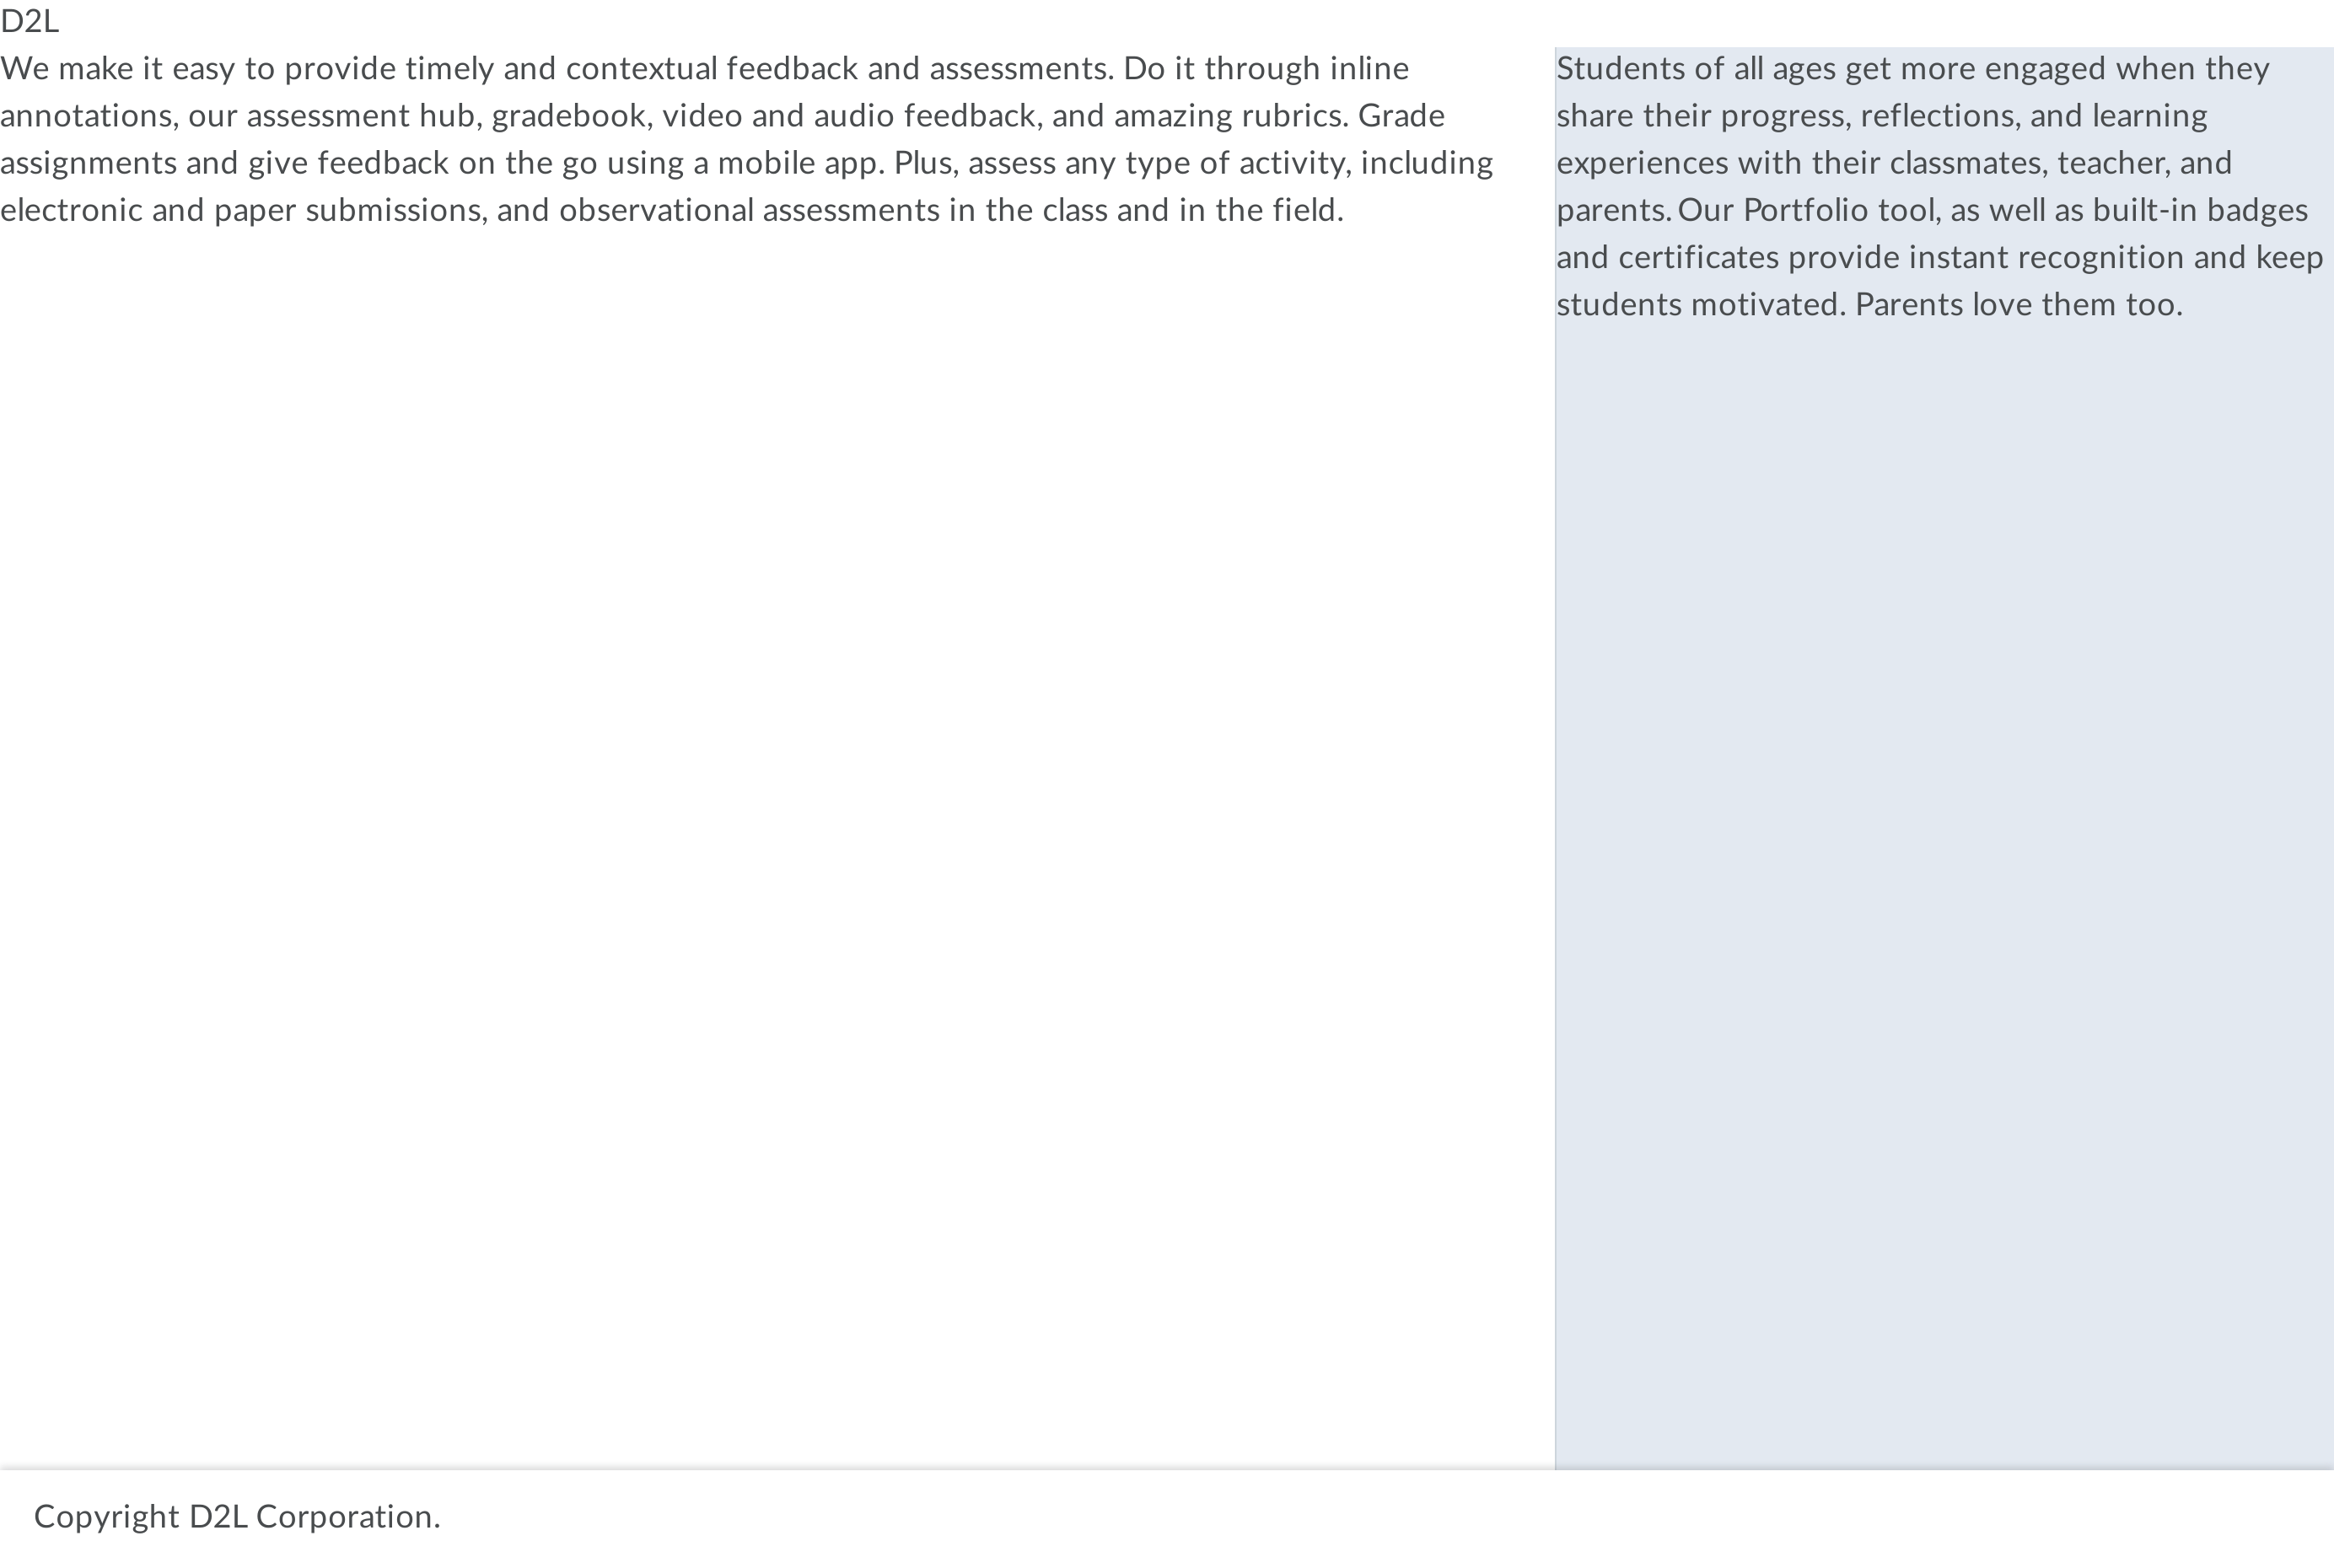 D2L
We make it easy to provide timely and contextual feedback and assessments. Do it through inline
annotations, our assessment hub, gradebook, video and audio feedback, and amazing rubrics. Grade
assignments and give feedback on the go using a mobile app. Plus, assess any type of activity, including
electronic and paper submissions, and observational assessments in the class and in the field.
Students of all ages get more engaged when they
share their progress, reflections, and learning
experiences with their classmates, teacher, and
parents. Our Portfolio tool, as well as built-in badges
and certificates provide instant recognition and keep
students motivated. Parents love them too.
Copyright D2L Corporation.